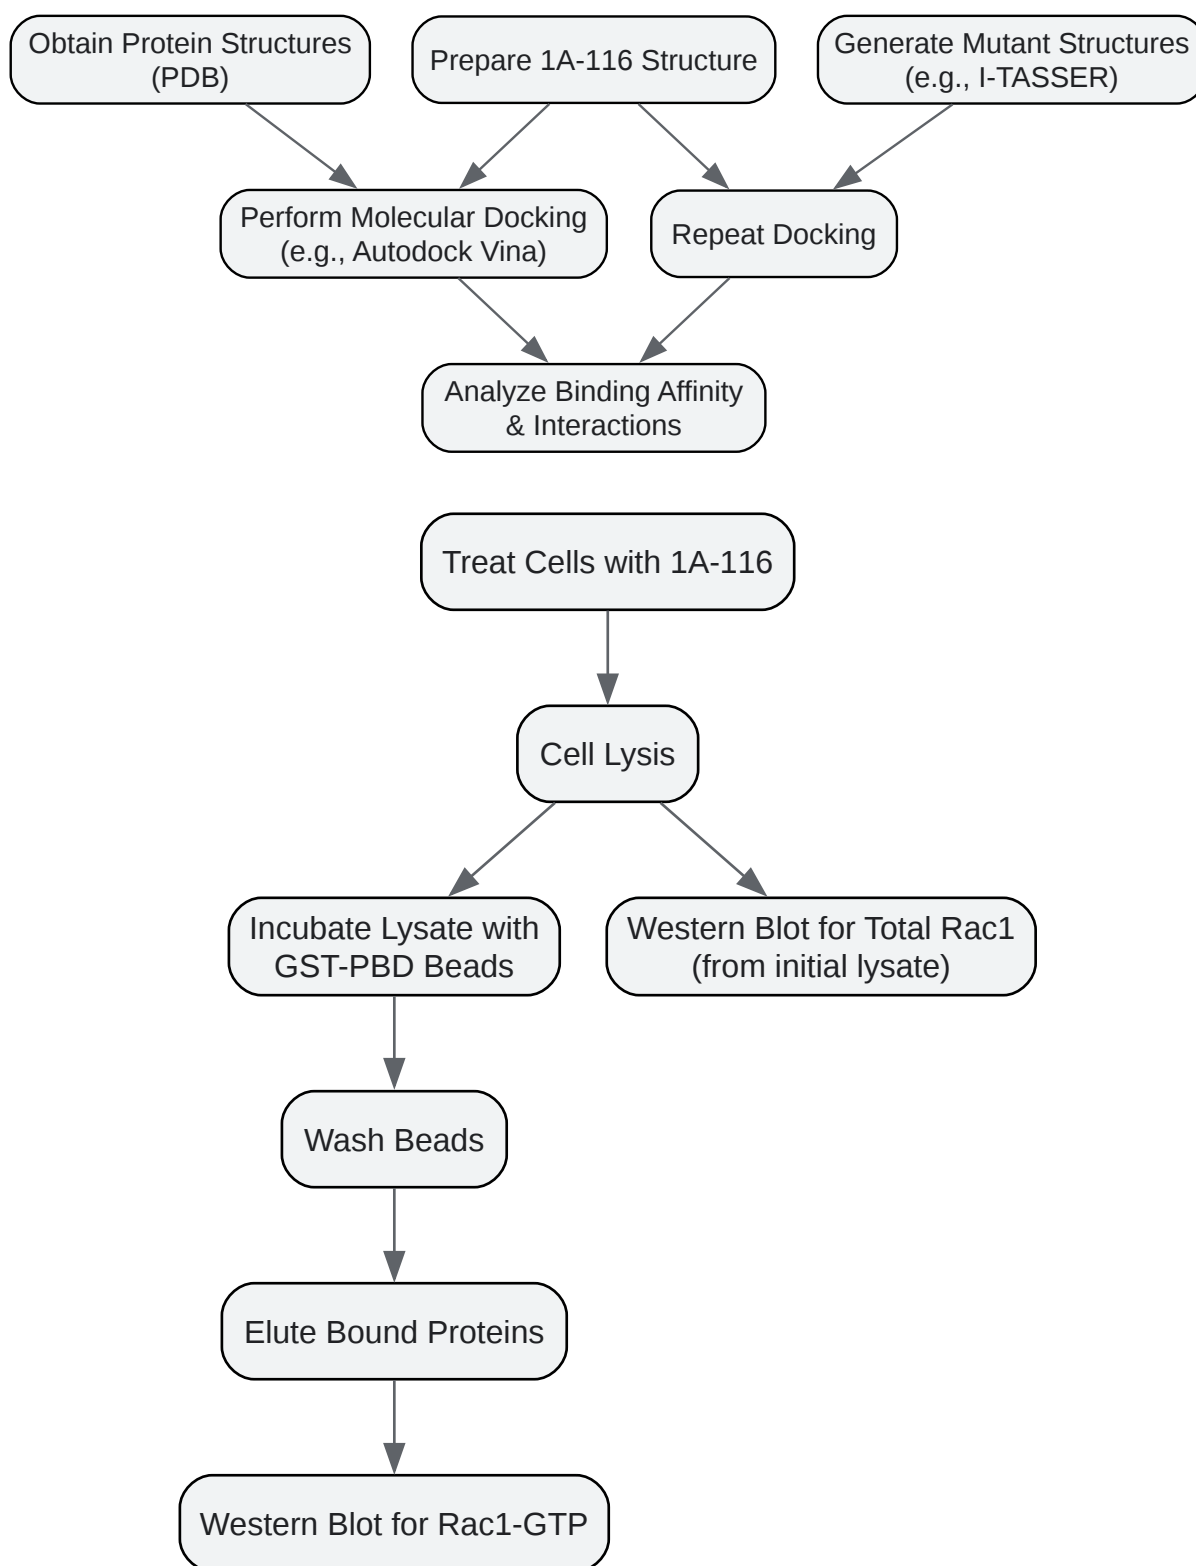 Obtain Protein Structures
(PDB)
Prepare 1A-116 Structure
Generate Mutant Structures
(e.g., I-TASSER)
Perform Molecular Docking
(e.g., Autodock Vina)
Repeat Docking
Analyze Binding Affinity
& Interactions
Treat Cells with 1A-116
Cell Lysis
Incubate Lysate with
GST-PBD Beads
Western Blot for Total Rac1
(from initial lysate)
Wash Beads
Elute Bound Proteins
Western Blot for Rac1-GTP